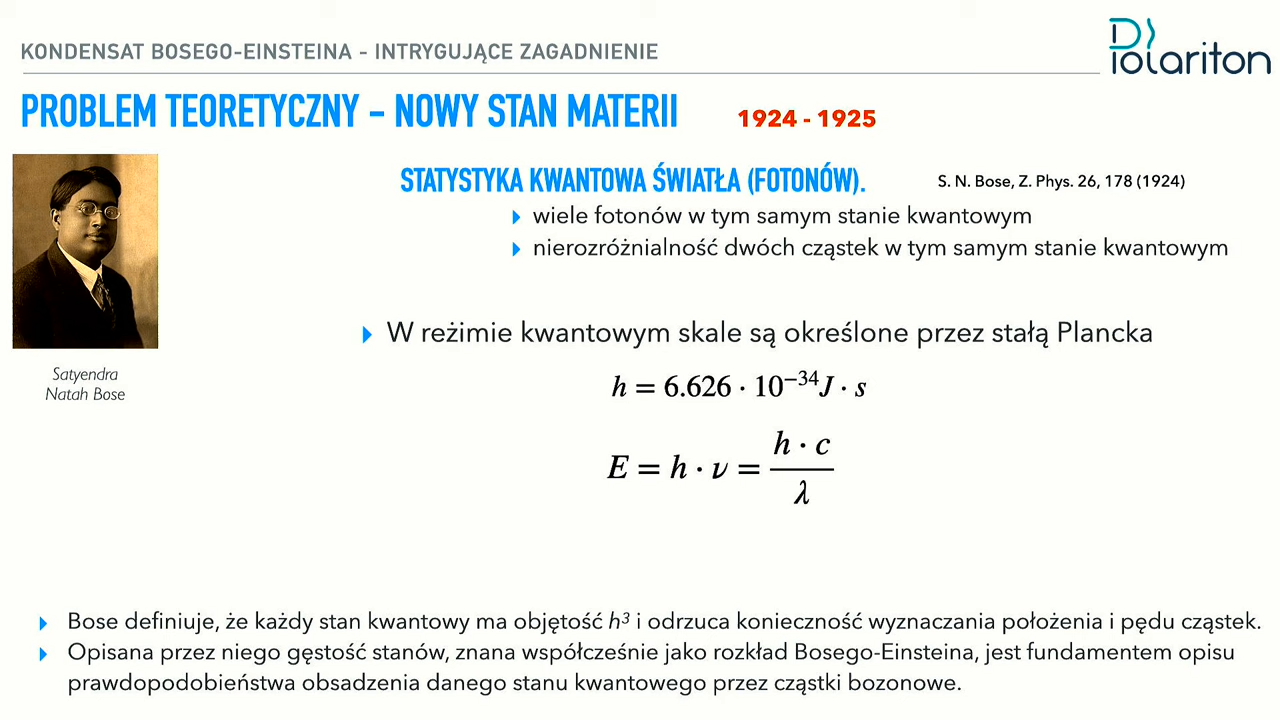 KONDENSAT BOSEGO-EINSTEINA - INTRYGUJĄCE ZAGADNIENIE
Polariton
PROBLEM TEORETYCZNY - NOWY STAN MATERII
1924 - 1925
STATYSTYKA KWANTOWA ŚWIATŁA (FOTONÓW).
S. N. Bose, Z. Phys. 26, 178 (1924)
wiele fotonów w tym samym stanie kwantowym
nierozróżnialność dwóch cząstek w tym samym stanie kwantowym
W reżimie kwantowym skale są określone przez stałą Plancka
Satyendra
Natah Bose
h = 6.626 · 10⁻³⁴ J · s
E = h · ν = h · c / λ
Bose definiuje, że każdy stan kwantowy ma objętość h³ i odrzuca konieczność wyznaczania położenia i pędu cząstek.
Opisana przez niego gęstość stanów, znana współcześnie jako rozkład Bosego-Einsteina, jest fundamentem opisu
prawdopodobieństwa obsadzenia danego stanu kwantowego przez cząstki bozonowe.